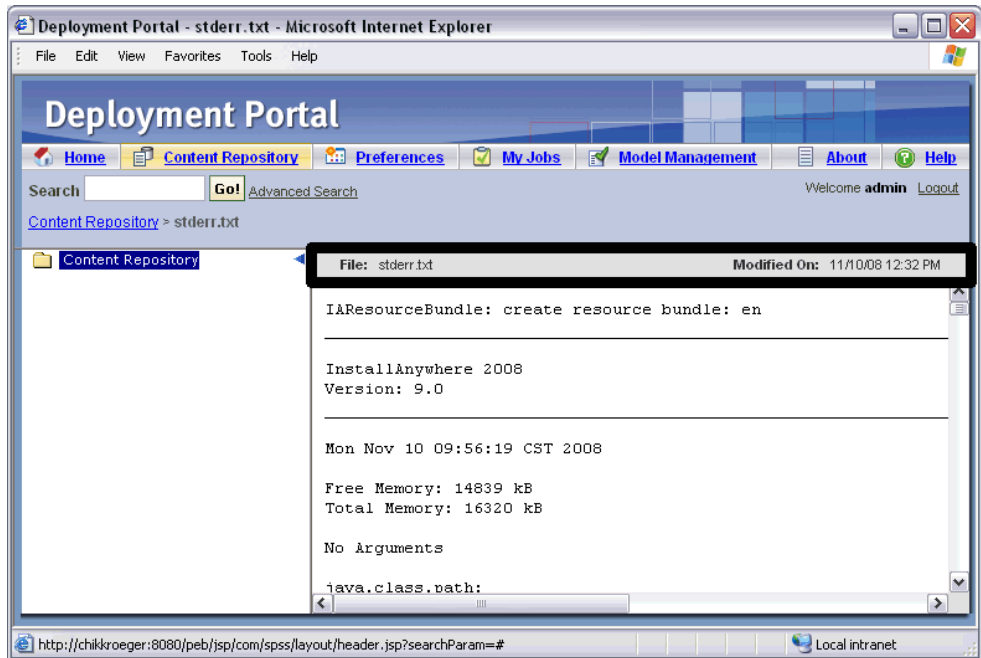 Deployment Portal - stderr.txt - Microsoft Internet Explorer
File Edit View Favorites Tools Help
Deployment Portal
Home Content Repository Preferences My Jobs Model Management About Help
Search Go! Advanced Search Welcome admin Logout
Content Repository > stderr.txt
Content Repository
File: stderr.txt Modified On: 11/10/08 12:32 PM
IAResourceBundle: create resource bundle: en
InstallAnywhere 2008
Version: 9.0
Mon Nov 10 09:56:19 CST 2008
Free Memory: 14839 kB
Total Memory: 16320 kB
No Arguments
java.class.path:
http://chikkroeger:8080/peb/jsp/com/spss/layout/header.jsp?searchParam=# Local intranet